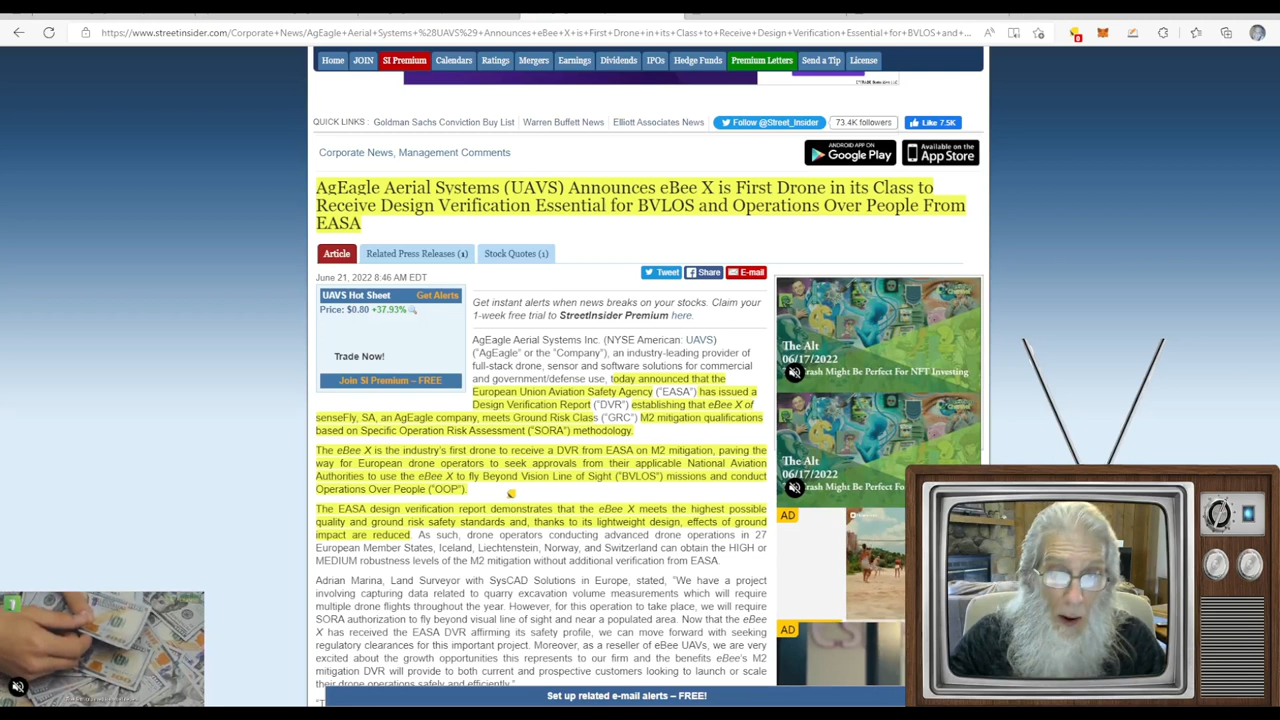 https://www.streetinsider.com/Corporate+News/AgEagle+Aerial+Systems+%28UAVS%29+Announces+eBee+X+is+First+Drone+in+its+Class+to+Receive+Design+Verification+Essential+for+BVLOS+and+...
Home JOIN SI Premium Calendars Ratings Mergers Earnings Dividends IPOs Hedge Funds Premium Letters Send a Tip License
QUICK LINKS: Goldman Sachs Conviction Buy List Warren Buffett News Elliott Associates News Follow @Street_Insider 73.4K followers Like 7.5K
Corporate News, Management Comments
ANDROID APP ON Google Play
Available on the App Store
AgEagle Aerial Systems (UAVS) Announces eBee X is First Drone in its Class to
Receive Design Verification Essential for BVLOS and Operations Over People From
EASA
Article Related Press Releases (1) Stock Quotes (1)
June 21, 2022 8:46 AM EDT
Tweet Share E-mail
UAVS Hot Sheet Get Alerts
Price: $0.80 +37.93%
Trade Now!
Join SI Premium – FREE
Get instant alerts when news breaks on your stocks. Claim your
1-week free trial to StreetInsider Premium here.
AgEagle Aerial Systems Inc. (NYSE American: UAVS)
("AgEagle" or the "Company"), an industry-leading provider of
full-stack drone, sensor and software solutions for commercial
and government/defense use, today announced that the
European Union Aviation Safety Agency ("EASA") has issued a
Design Verification Report ("DVR") establishing that eBee X of
senseFly, SA, an AgEagle company, meets Ground Risk Class ("GRC") M2 mitigation qualifications
based on Specific Operation Risk Assessment ("SORA") methodology.
The eBee X is the industry's first drone to receive a DVR from EASA on M2 mitigation, paving the
way for European drone operators to seek approvals from their applicable National Aviation
Authorities to use the eBee X to fly Beyond Vision Line of Sight ("BVLOS") missions and conduct
Operations Over People ("OOP").
The EASA design verification report demonstrates that the eBee X meets the highest possible
quality and ground risk safety standards and, thanks to its lightweight design, effects of ground
impact are reduced. As such, drone operators conducting advanced drone operations in 27
European Member States, Iceland, Liechtenstein, Norway, and Switzerland can obtain the HIGH or
MEDIUM robustness levels of the M2 mitigation without additional verification from EASA.
Adrian Marina, Land Surveyor with SysCAD Solutions in Europe, stated, "We have a project
involving capturing data related to quarry excavation volume measurements which will require
multiple drone flights throughout the year. However, for this operation to take place, we will require
SORA authorization to fly beyond visual line of sight and near a populated area. Now that the eBee
X has received the EASA DVR affirming its safety profile, we can move forward with seeking
regulatory clearances for this important project. Moreover, as a reseller of eBee UAVs, we are very
excited about the growth opportunities this represents to our firm and the benefits eBee's M2
mitigation DVR will provide to both current and prospective customers looking to launch or scale
their drone operations safely and efficiently."
The Alt
06/17/2022
Crash Might Be Perfect For NFT Investing
The Alt
06/17/2022
Crash Might Be Perfect Fo
AD
AD
Set up related e-mail alerts – FREE!